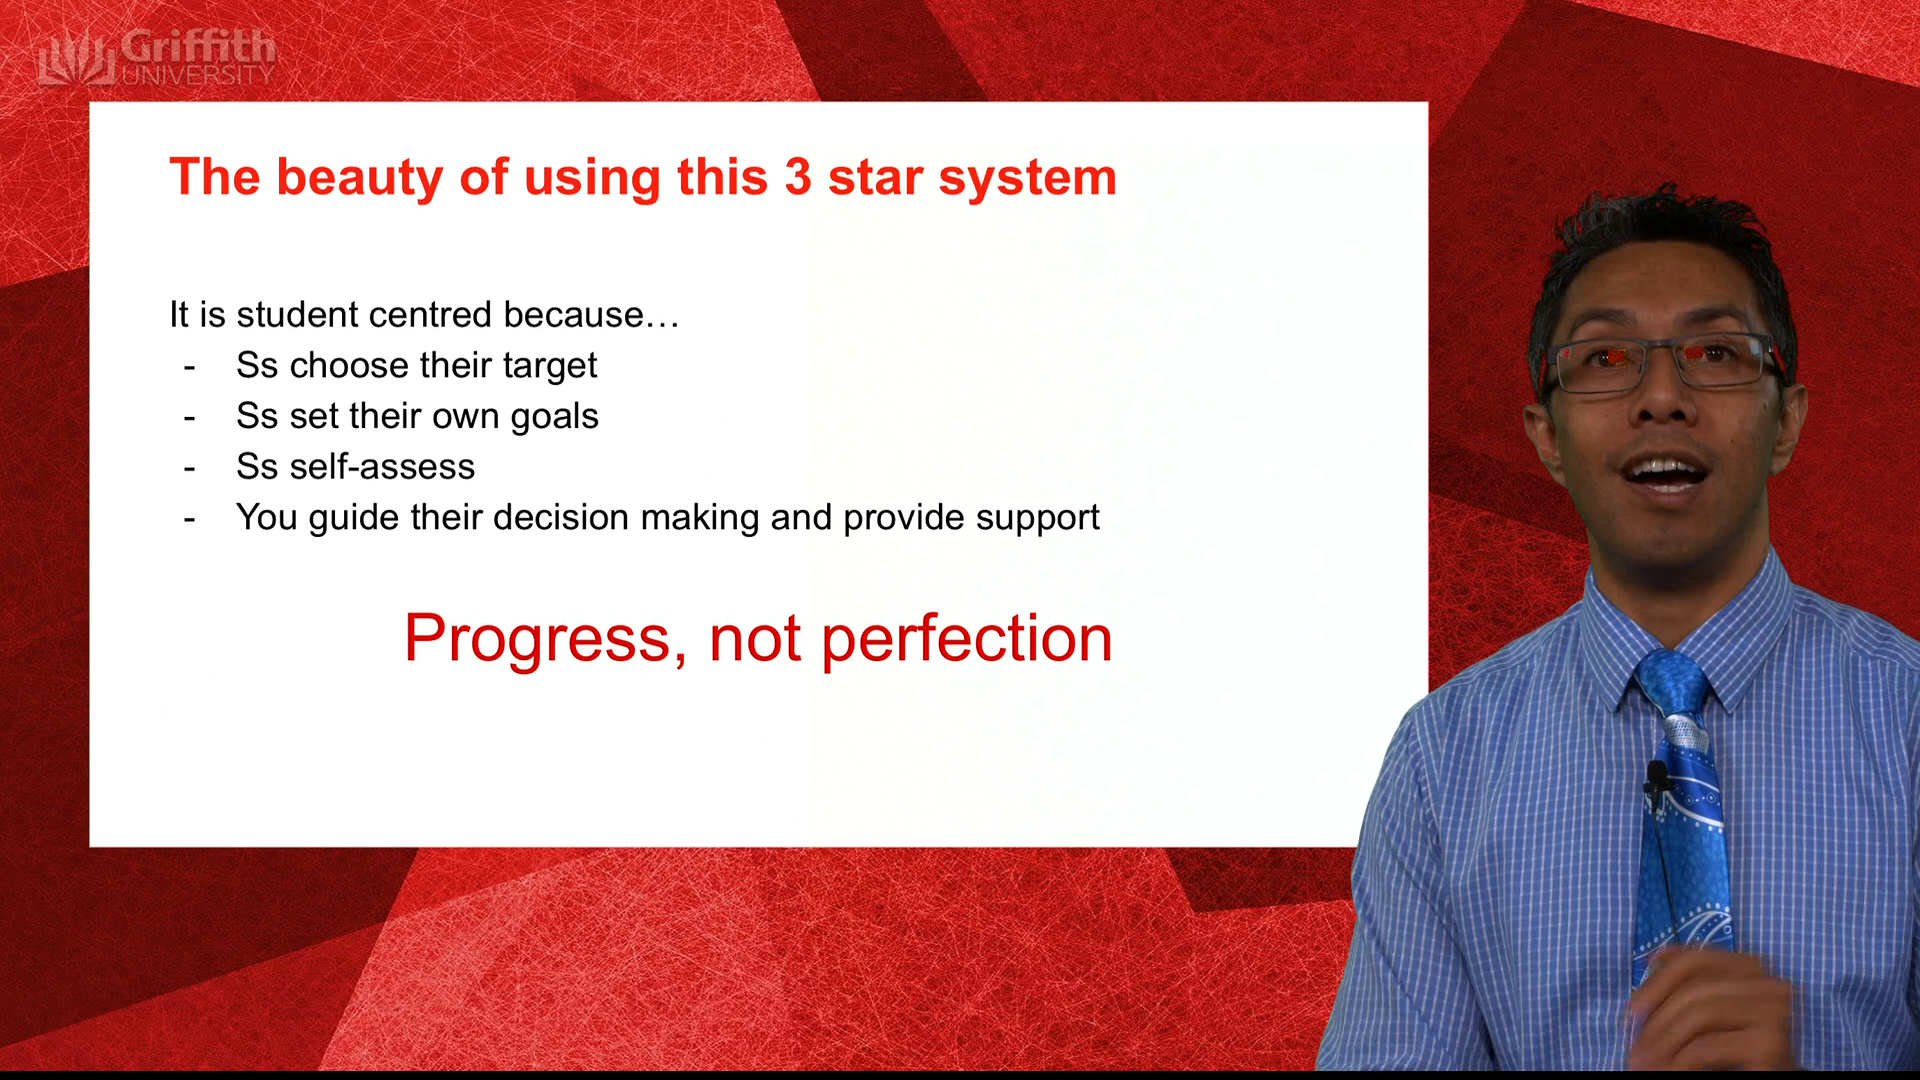 Griffith
UNIVERSITY
The beauty of using this 3 star system
It is student centred because…
- Ss choose their target
- Ss set their own goals
- Ss self-assess
- You guide their decision making and provide support
Progress, not perfection